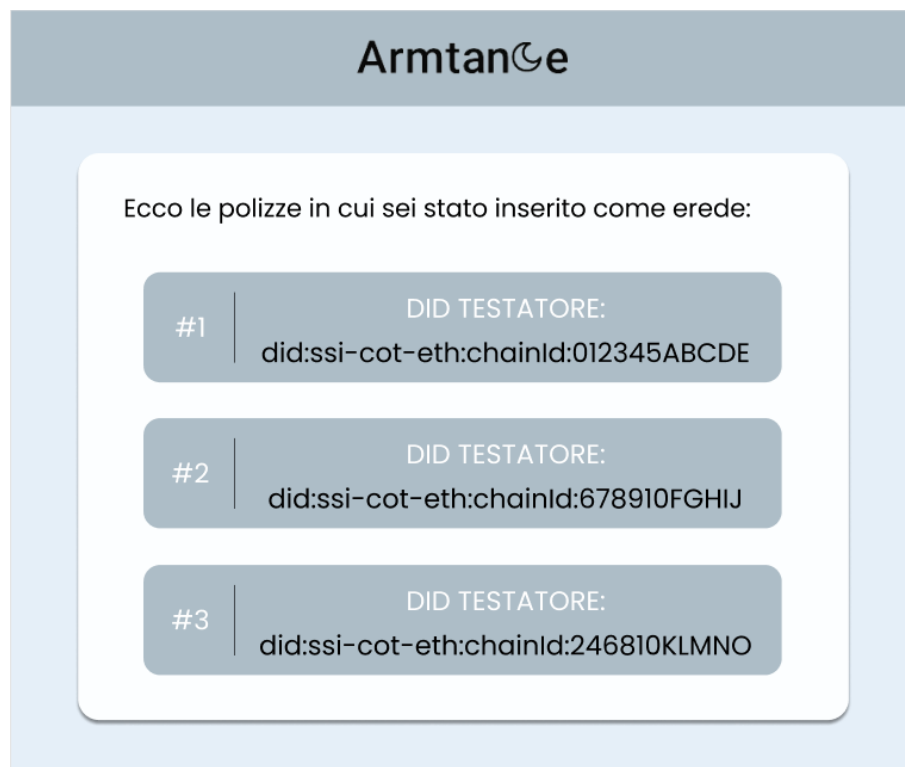 Armtance
Ecco le polizze in cui sei stato inserito come erede:
#1
DID TESTATORE:
did:ssi-cot-eth:chainId:012345ABCDE
#2
DID TESTATORE:
did:ssi-cot-eth:chainId:678910FGHIJ
#3
DID TESTATORE:
did:ssi-cot-eth:chainId:246810KLMNO